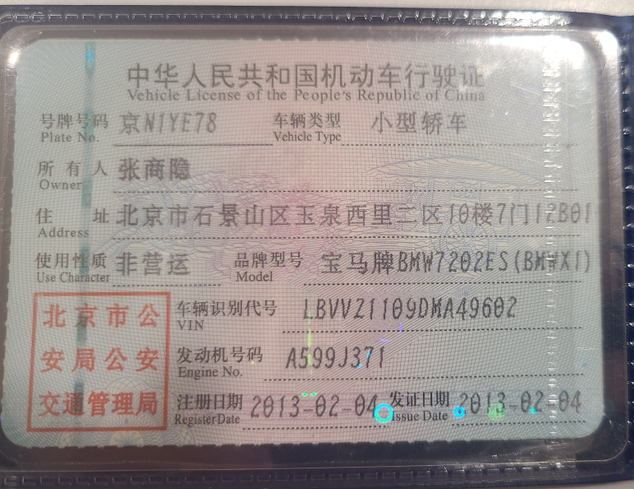 中华人民共和国机动车行驶证
Vehicle License of the People's Republic of China
号牌号码 京N1YE78 车辆类型 小型轿车
Plate No. Vehicle Type
所有人 张商隐
Owner
住址 北京市石景山区玉泉西里二区10楼7门12B01
Address
使用性质 非营运 品牌型号 宝马牌BMW7202ES(BMWX1)
Use Character Model
北京市公
安局公安
交通管理局
车辆识别代号 LBVVZ1109DMA49602
VIN
发动机号码 A599J371
Engine No.
注册日期 2013-02-04 发证日期 2013-02-04
Register Date Issue Date